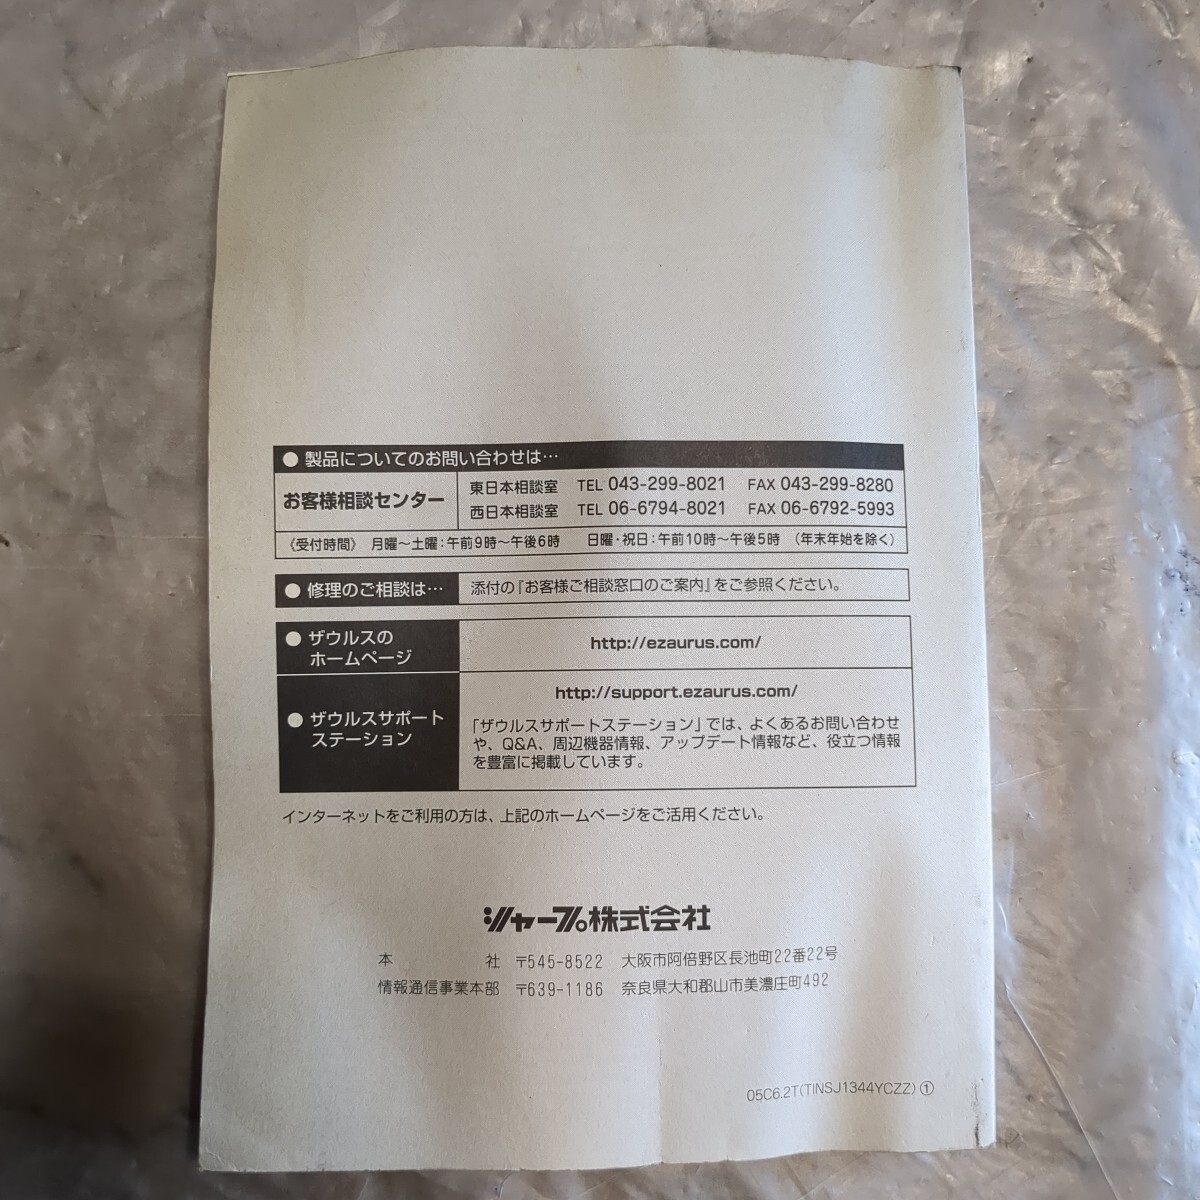 ● 製品についてのお問い合わせは…
お客様相談センター
東日本相談室 TEL 043-299-8021 FAX 043-299-8280
西日本相談室 TEL 06-6794-8021 FAX 06-6792-5993
《受付時間》 月曜～土曜:午前9時～午後6時 日曜・祝日:午前10時～午後5時 (年末年始を除く)
● 修理のご相談は… 添付の『お客様ご相談窓口のご案内』をご参照ください。
● ザウルスの
ホームページ
http://ezaurus.com/
● ザウルスサポート
ステーション
http://support.ezaurus.com/
「ザウルスサポートステーション」では、よくあるお問い合わせ
や、Q&A、周辺機器情報、アップデート情報など、役立つ情報
を豊富に掲載しています。
インターネットをご利用の方は、上記のホームページをご活用ください。
シャープ株式会社
本 社 〒545-8522 大阪市阿倍野区長池町22番22号
情報通信事業本部 〒639-1186 奈良県大和郡山市美濃庄町492
05C6.2T(TINSJ1344YCZZ)①